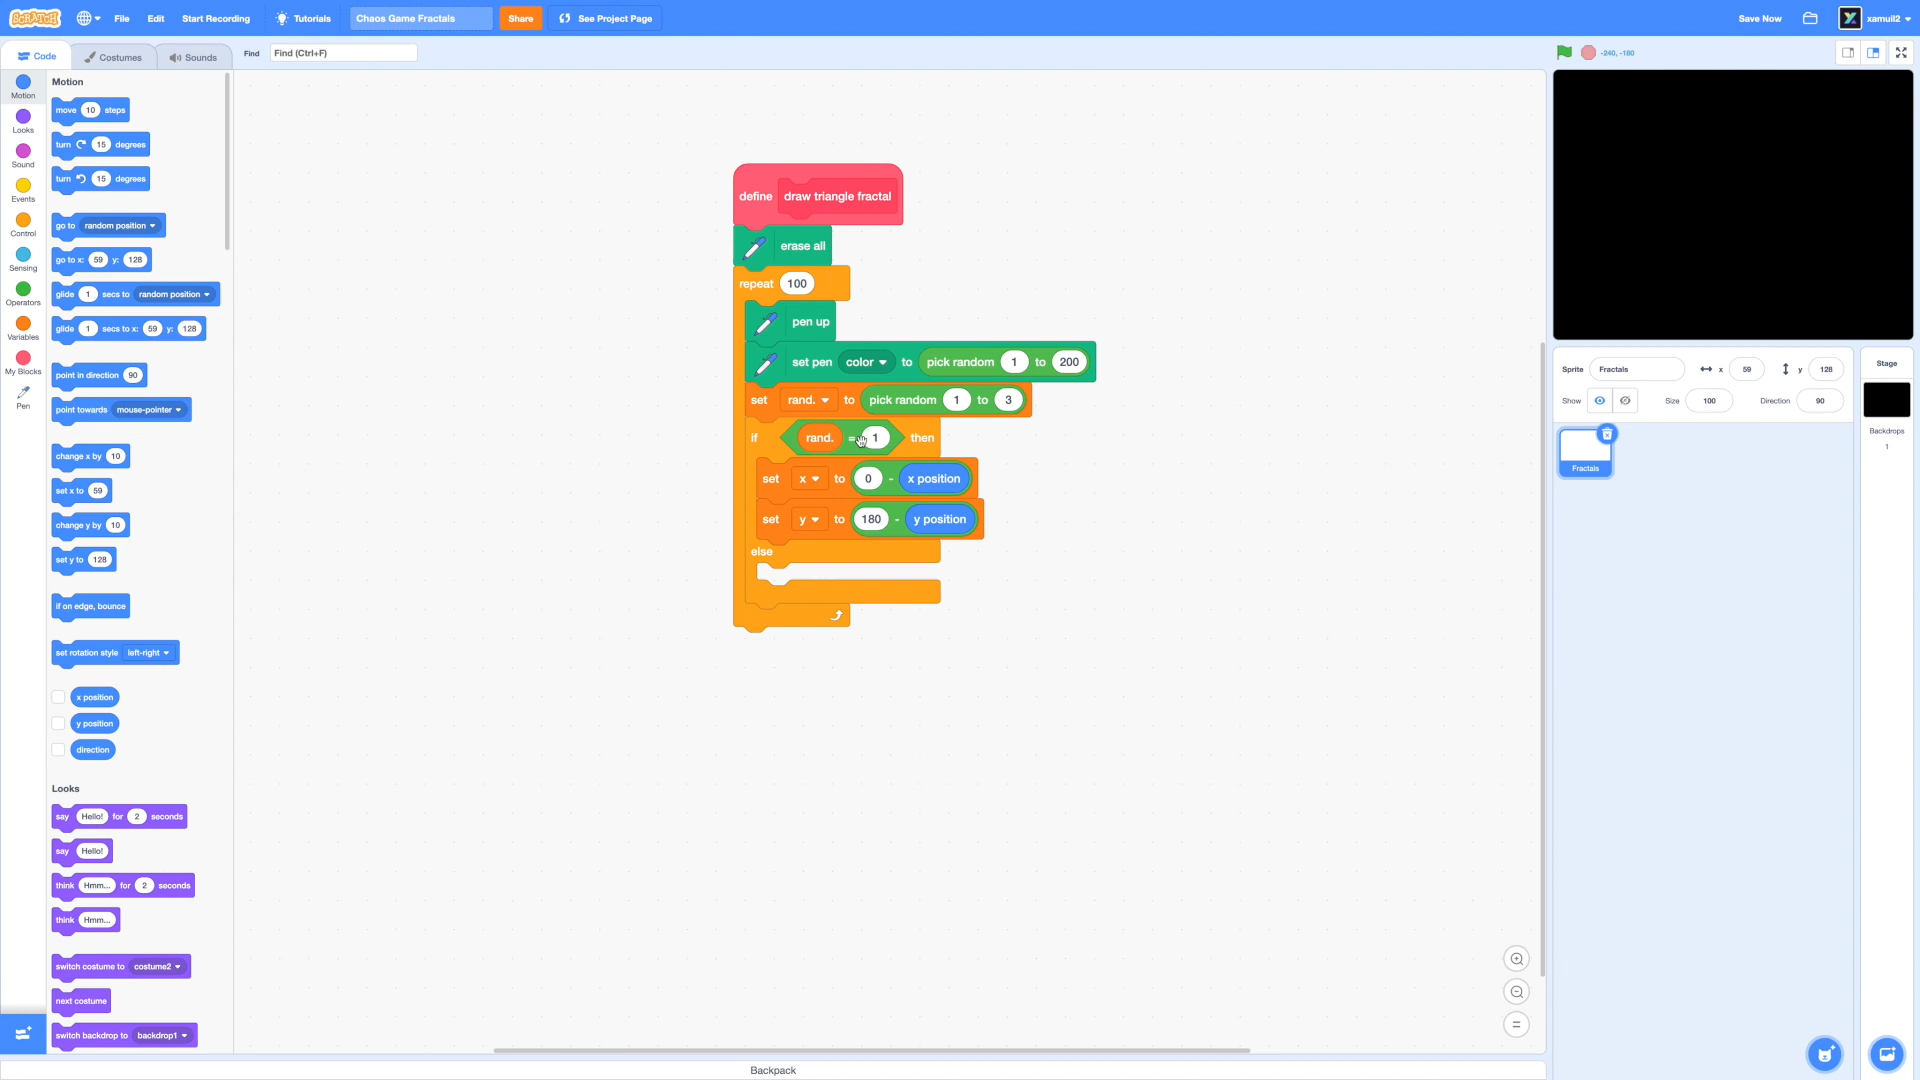 SCRATCH File Edit Start Recording Tutorials Chaos Game Fractals Share See Project Page Save Now xamuil2
Code Costumes Sounds Find Find (Ctrl+F) -240, -180
Motion
Looks
Sound
Events
Control
Sensing
Operators
Variables
My Blocks
Pen
Motion
move 10 steps
turn 15 degrees
turn 15 degrees
go to random position
go to x: 59 y: 128
glide 1 secs to random position
glide 1 secs to x: 59 y: 128
point in direction 90
point towards mouse-pointer
change x by 10
set x to 59
change y by 10
set y to 128
if on edge, bounce
set rotation style left-right
x position
y position
direction
Looks
say Hello! for 2 seconds
say Hello!
think Hmm... for 2 seconds
think Hmm...
switch costume to costume2
next costume
switch backdrop to backdrop1
define draw triangle fractal
erase all
repeat 100
pen up
set pen color to pick random 1 to 200
set rand. to pick random 1 to 3
if rand. = 1 then
set x to 0 - x position
set y to 180 - y position
else
Sprite Fractals x 59 y 128
Show Size 100 Direction 90
Fractals
Stage
Backdrops
1
Backpack